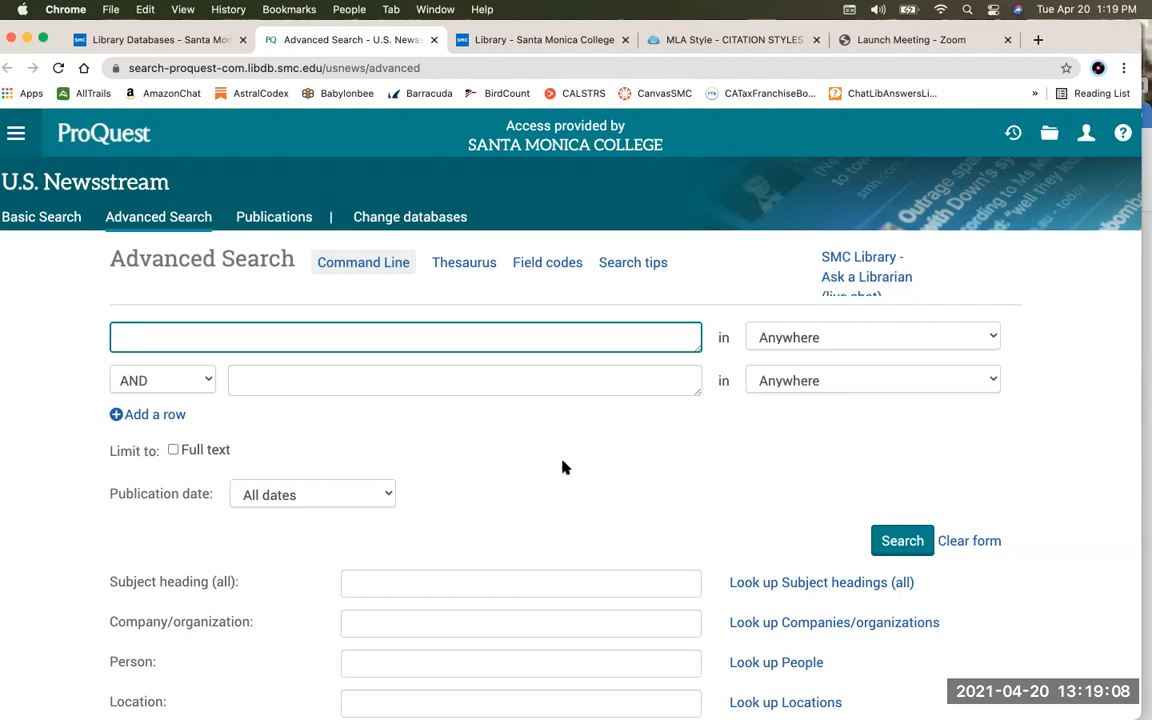 Chrome File Edit View History Bookmarks People Tab Window Help Tue Apr 20 1:19 PM
Library Databases - Santa Mon × Advanced Search - U.S. News × Library - Santa Monica College × MLA Style - CITATION STYLES × Launch Meeting - Zoom × +
search-proquest-com.libdb.smc.edu/usnews/advanced
Apps AllTrails AmazonChat AstralCodex Babylonbee Barracuda BirdCount CALSTRS CanvasSMC CATaxFranchiseBo... ChatLibAnswersLi... » Reading List
ProQuest
Access provided by
SANTA MONICA COLLEGE
U.S. Newsstream
Basic Search Advanced Search Publications | Change databases
Advanced Search Command Line Thesaurus Field codes Search tips
SMC Library -
Ask a Librarian
(live chat)
in Anywhere
AND in Anywhere
Add a row
Limit to: Full text
Publication date: All dates
Search Clear form
Subject heading (all): Look up Subject headings (all)
Company/organization: Look up Companies/organizations
Person: Look up People
Location: Look up Locations
2021-04-20 13:19:08